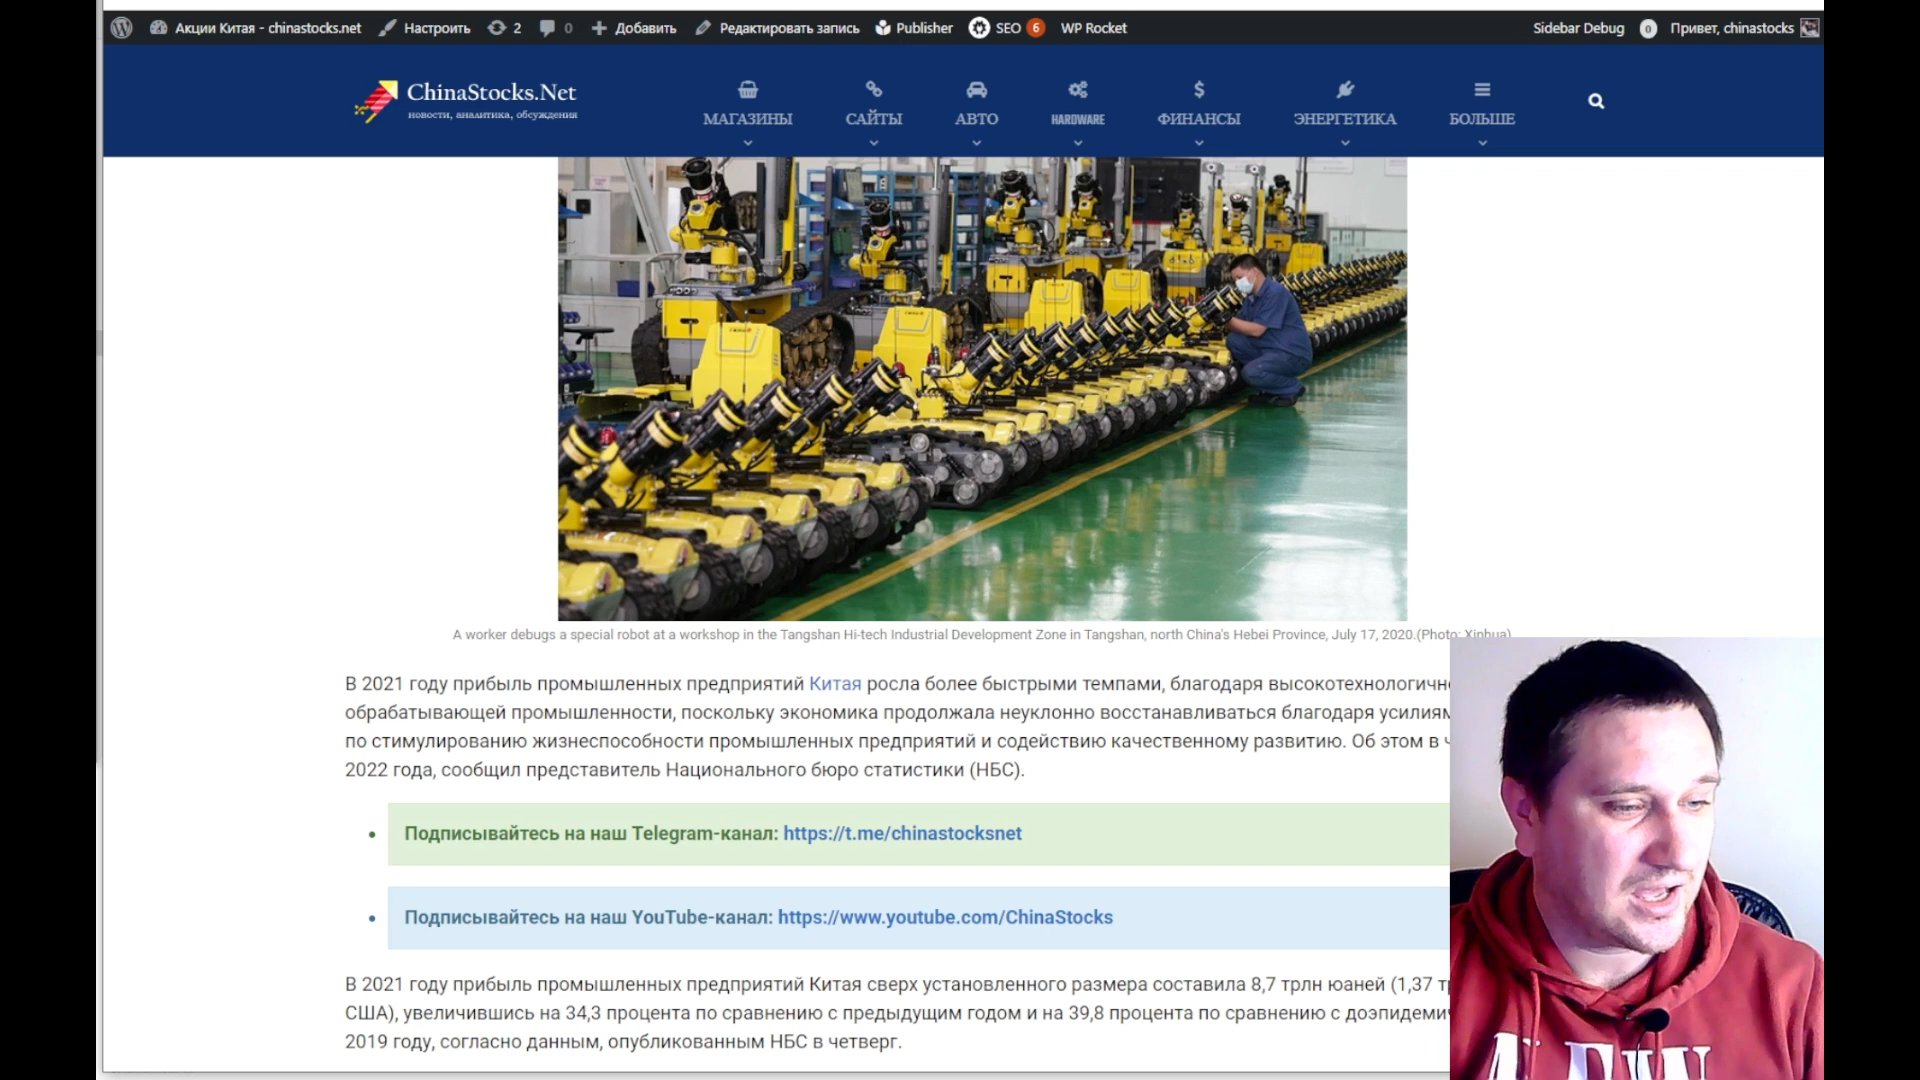 Акции Китая - chinastocks.net Настроить 2 0 Добавить Редактировать запись Publisher SEO 6 WP Rocket Sidebar Debug 0 Привет, chinastocks
ChinaStocks.Net
новости, аналитика, обсуждения
МАГАЗИНЫ САЙТЫ АВТО HARDWARE ФИНАНСЫ ЭНЕРГЕТИКА БОЛЬШЕ
A worker debugs a special robot at a workshop in the Tangshan Hi-tech Industrial Development Zone in Tangshan, north China's Hebei Province, July 17, 2020.(Photo: Xinhua)
В 2021 году прибыль промышленных предприятий Китая росла более быстрыми темпами, благодаря
обрабатывающей промышленности, поскольку экономика продолжала неуклонно восстанавливаться благодаря
по стимулированию жизнеспособности промышленных предприятий и содействию качественному развитию. Об этом в
2022 года, сообщил представитель Национального бюро статистики (НБС).
Подписывайтесь на наш Telegram-канал: https://t.me/chinastocksnet
Подписывайтесь на наш YouTube-канал: https://www.youtube.com/ChinaStocks
В 2021 году прибыль промышленных предприятий Китая сверх установленного размера составила 8,7 трлн юаней (1,37
США), увеличившись на 34,3 процента по сравнению с предыдущим годом и на 39,8 процента по сравнению с
2019 году, согласно данным, опубликованным НБС в четверг.